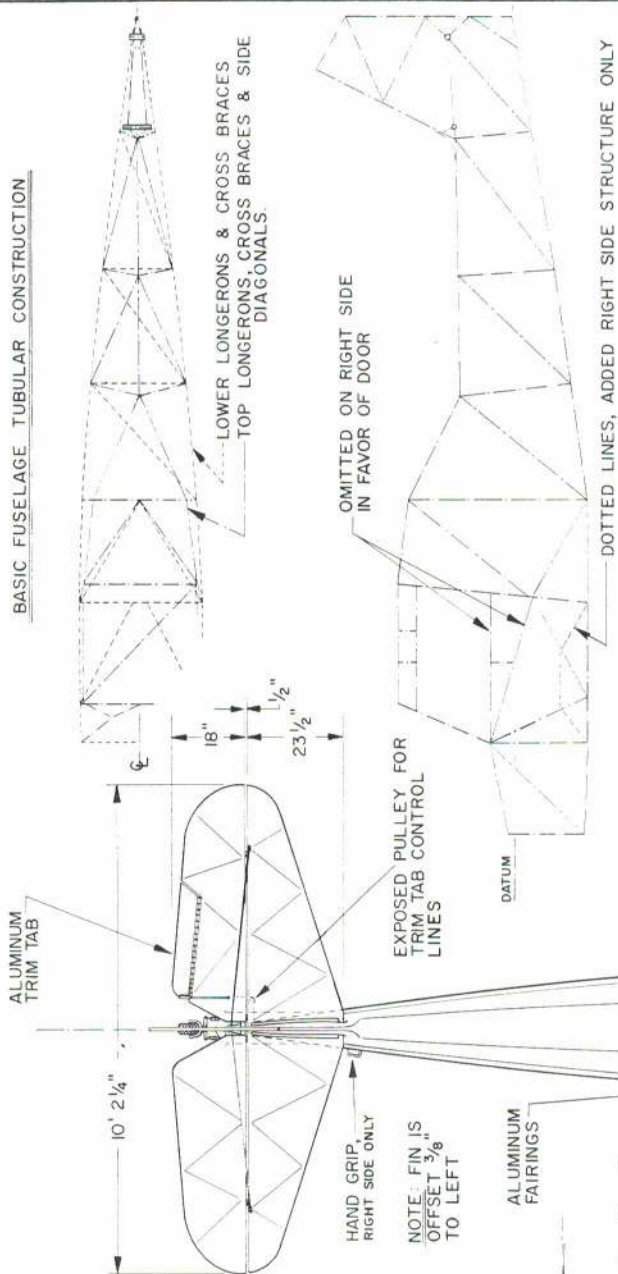 BASIC FUSELAGE TUBULAR CONSTRUCTION
LOWER LONGERONS & CROSS BRACES
TOP LONGERONS, CROSS BRACES & SIDE
DIAGONALS.
℄
OMITTED ON RIGHT SIDE
IN FAVOR OF DOOR
DATUM
DOTTED LINES, ADDED RIGHT SIDE STRUCTURE ONLY
ALUMINUM
TRIM TAB
10' 2 1/4"
18"
1/2"
23 1/2"
EXPOSED PULLEY FOR
TRIM TAB CONTROL
LINES
HAND GRIP,
RIGHT SIDE ONLY
NOTE: FIN IS
OFFSET 3/8"
TO LEFT
ALUMINUM
FAIRINGS